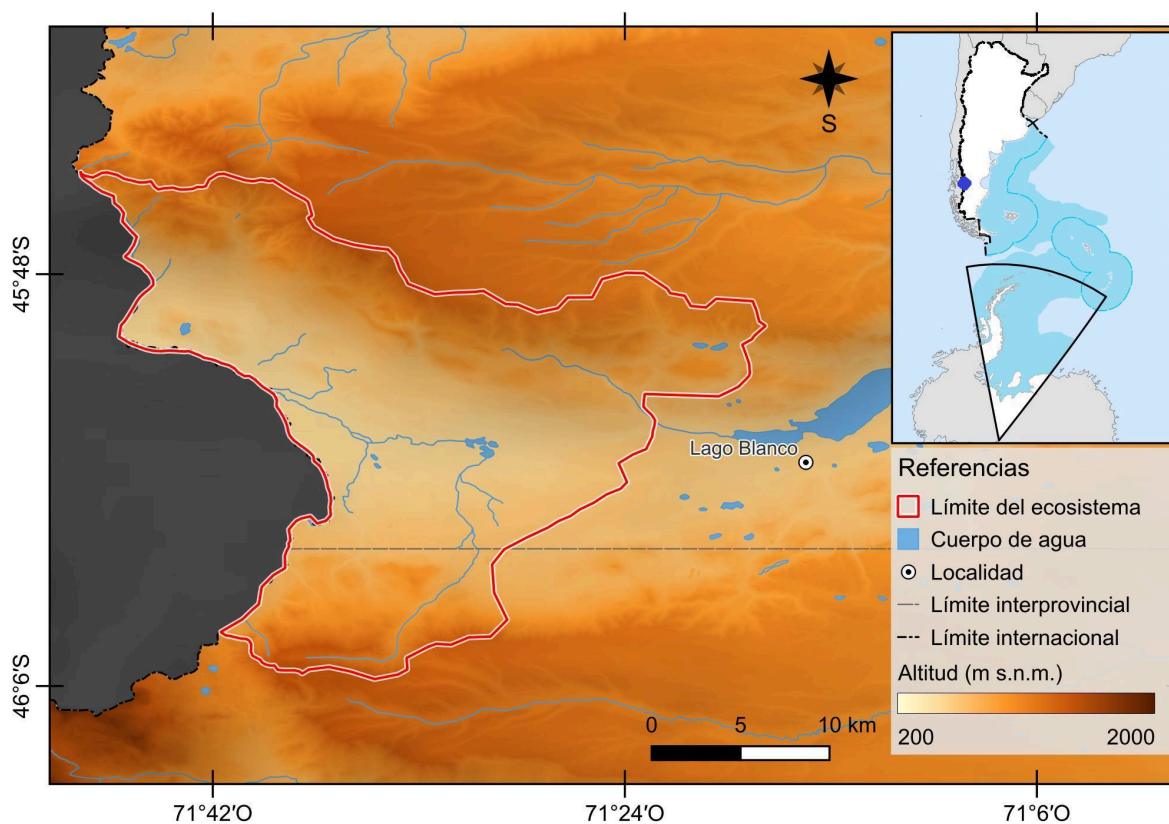 S
45°48′S
46°6′S
71°42′O
71°24′O
71°6′O
Lago Blanco
0 5 10 km
Referencias
Límite del ecosistema
Cuerpo de agua
Localidad
Límite interprovincial
Límite internacional
Altitud (m s.n.m.)
200 2000